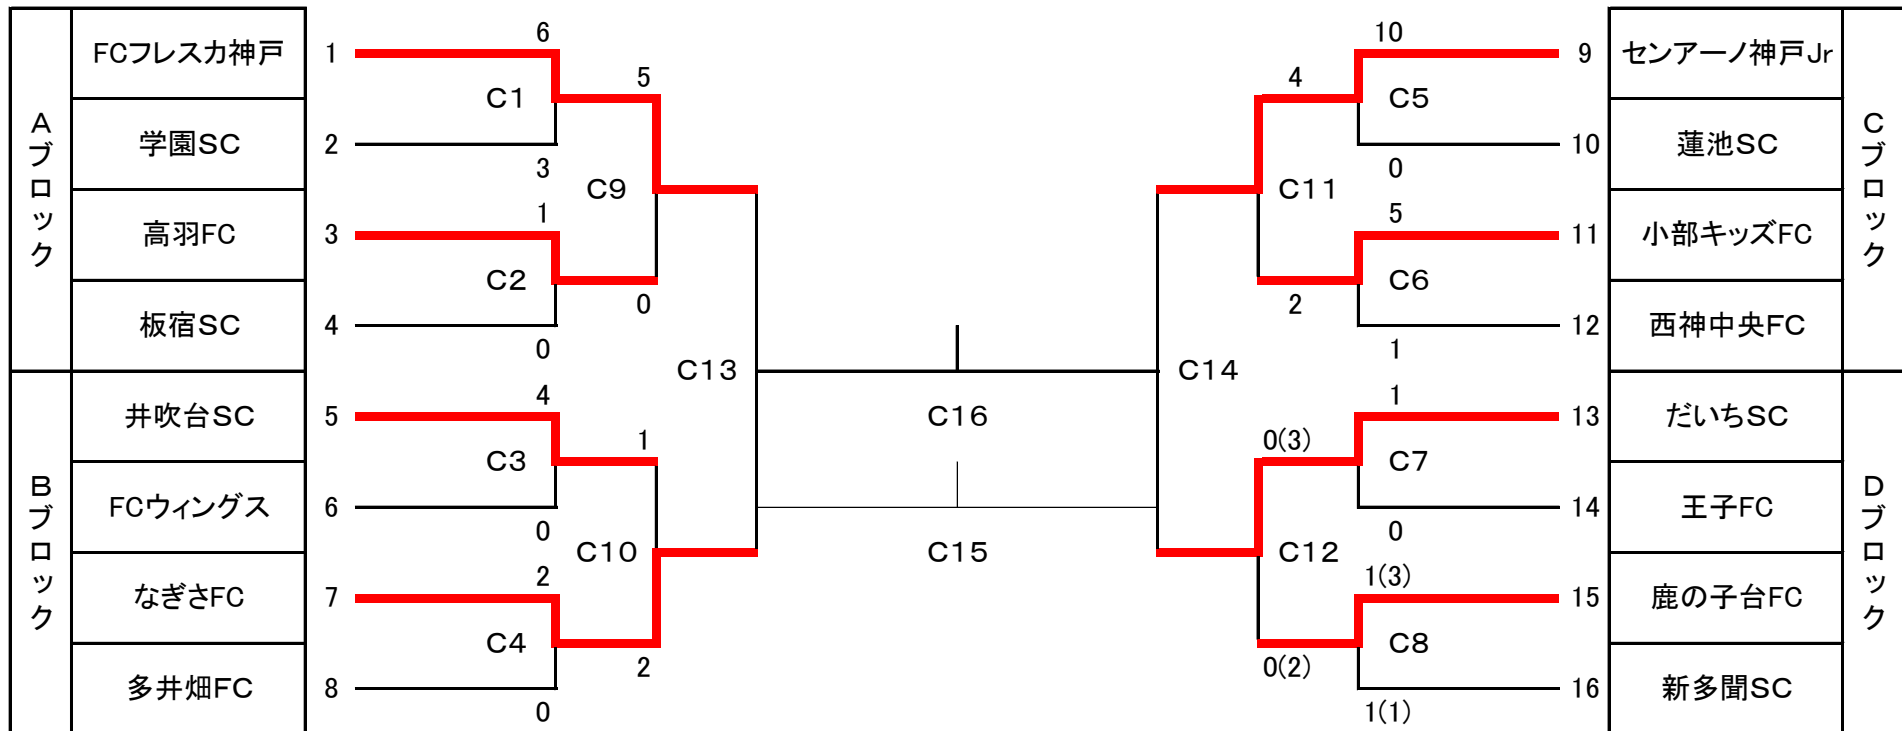 Aブロック
FCフレスカ神戸 1 6
C1 5
学園SC 2 3
C9
高羽FC 3 1
C2 0
板宿SC 4 0
C13
Bブロック
井吹台SC 5 4
C3 1
FCウィングス 6 0
C10
なぎさFC 7 2
C4 2
多井畑FC 8 0
C16
C15
10 9 センアーノ神戸Jr
4 C5
0 10 蓮池SC
C11
5 11 小部キッズFC
2 C6
1 12 西神中央FC
Cブロック
C14
1 13 だいちSC
0(3) C7
0 14 王子FC
C12
1(3) 15 鹿の子台FC
0(2) C8
1(1) 16 新多聞SC
Dブロック